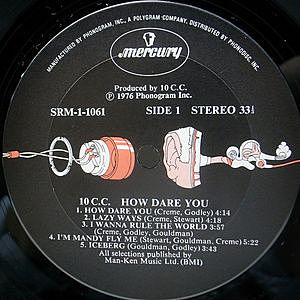 MANUFACTURED BY PHONOGRAM, INC., A POLYGRAM COMPANY, DISTRIBUTED BY PHONODISC, INC.
mercury
Produced by 10 C.C.
℗ 1976 Phonogram Inc.
SRM-1-1061 SIDE 1 STEREO 33⅓
10 C.C. HOW DARE YOU
1. HOW DARE YOU (Creme, Godley) 4:14
2. LAZY WAYS (Creme, Stewart) 4:18
3. I WANNA RULE THE WORLD 3:57
(Creme, Godley, Gouldman)
4. I'M MANDY FLY ME (Stewart, Gouldman, Creme) 5:22
5. ICEBERG (Gouldman, Godley) 3:43
All selections published by
Man-Ken Music Ltd. (BMI)